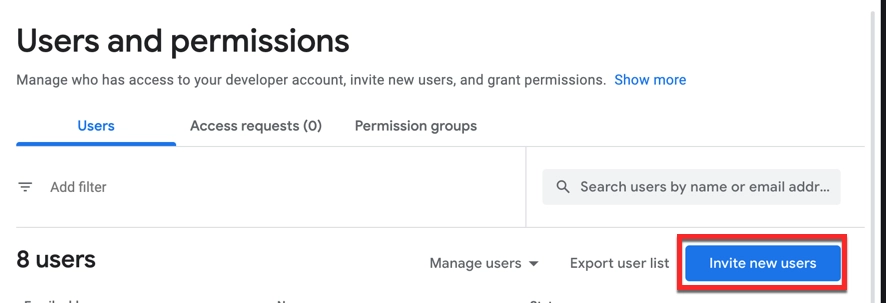 Users and permissions
Manage who has access to your developer account, invite new users, and grant permissions. Show more
Users Access requests (0) Permission groups
Add filter Search users by name or email addr...
8 users Manage users Export user list Invite new users